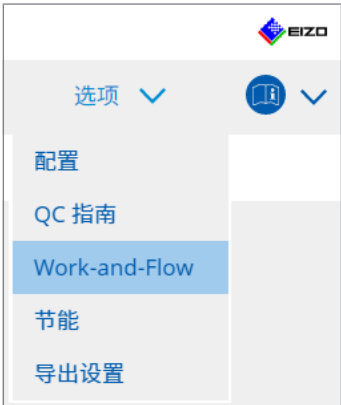 EIZO
选项
配置
QC 指南
Work-and-Flow
节能
导出设置